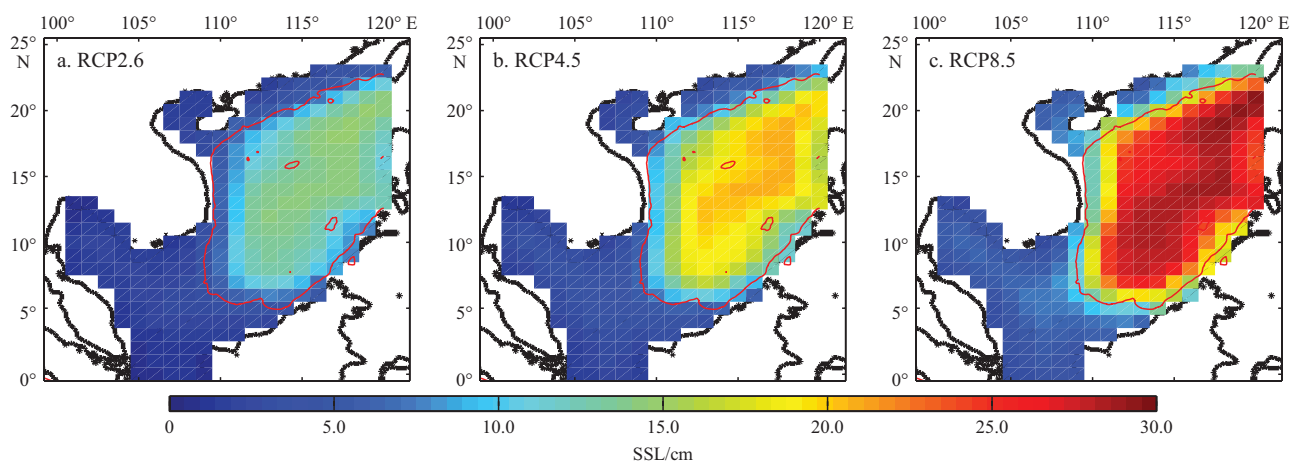 100° 105° 110° 115° 120° E 100° 105° 110° 115° 120° E 100° 105° 110° 115° 120° E
25° 25° 25°
N a. RCP2.6 N b. RCP4.5 N c. RCP8.5
20° 20° 20°
15° 15° 15°
10° 10° 10°
5° 5° 5°
0° 0° 0°
0 5.0 10.0 15.0 20.0 25.0 30.0
SSL/cm